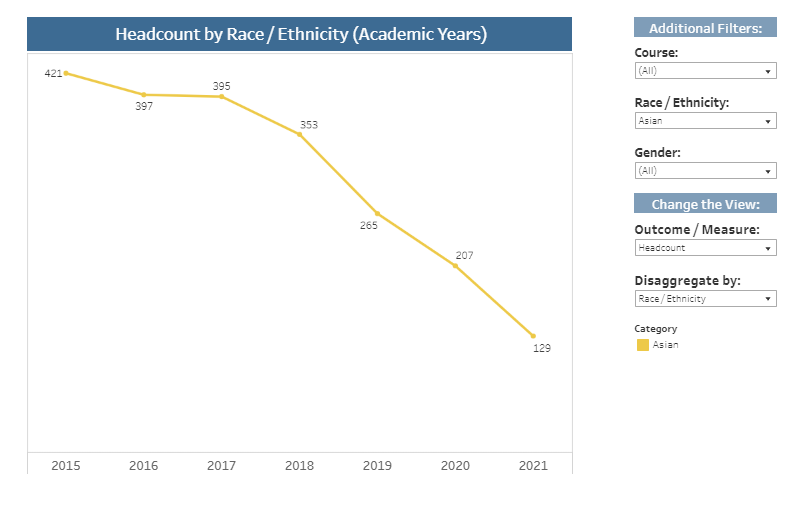 Headcount by Race / Ethnicity (Academic Years)
421
397
395
353
265
207
129
2015 2016 2017 2018 2019 2020 2021
Additional Filters:
Course:
(All)
Race / Ethnicity:
Asian
Gender:
(All)
Change the View:
Outcome / Measure:
Headcount
Disaggregate by:
Race / Ethnicity
Category
Asian